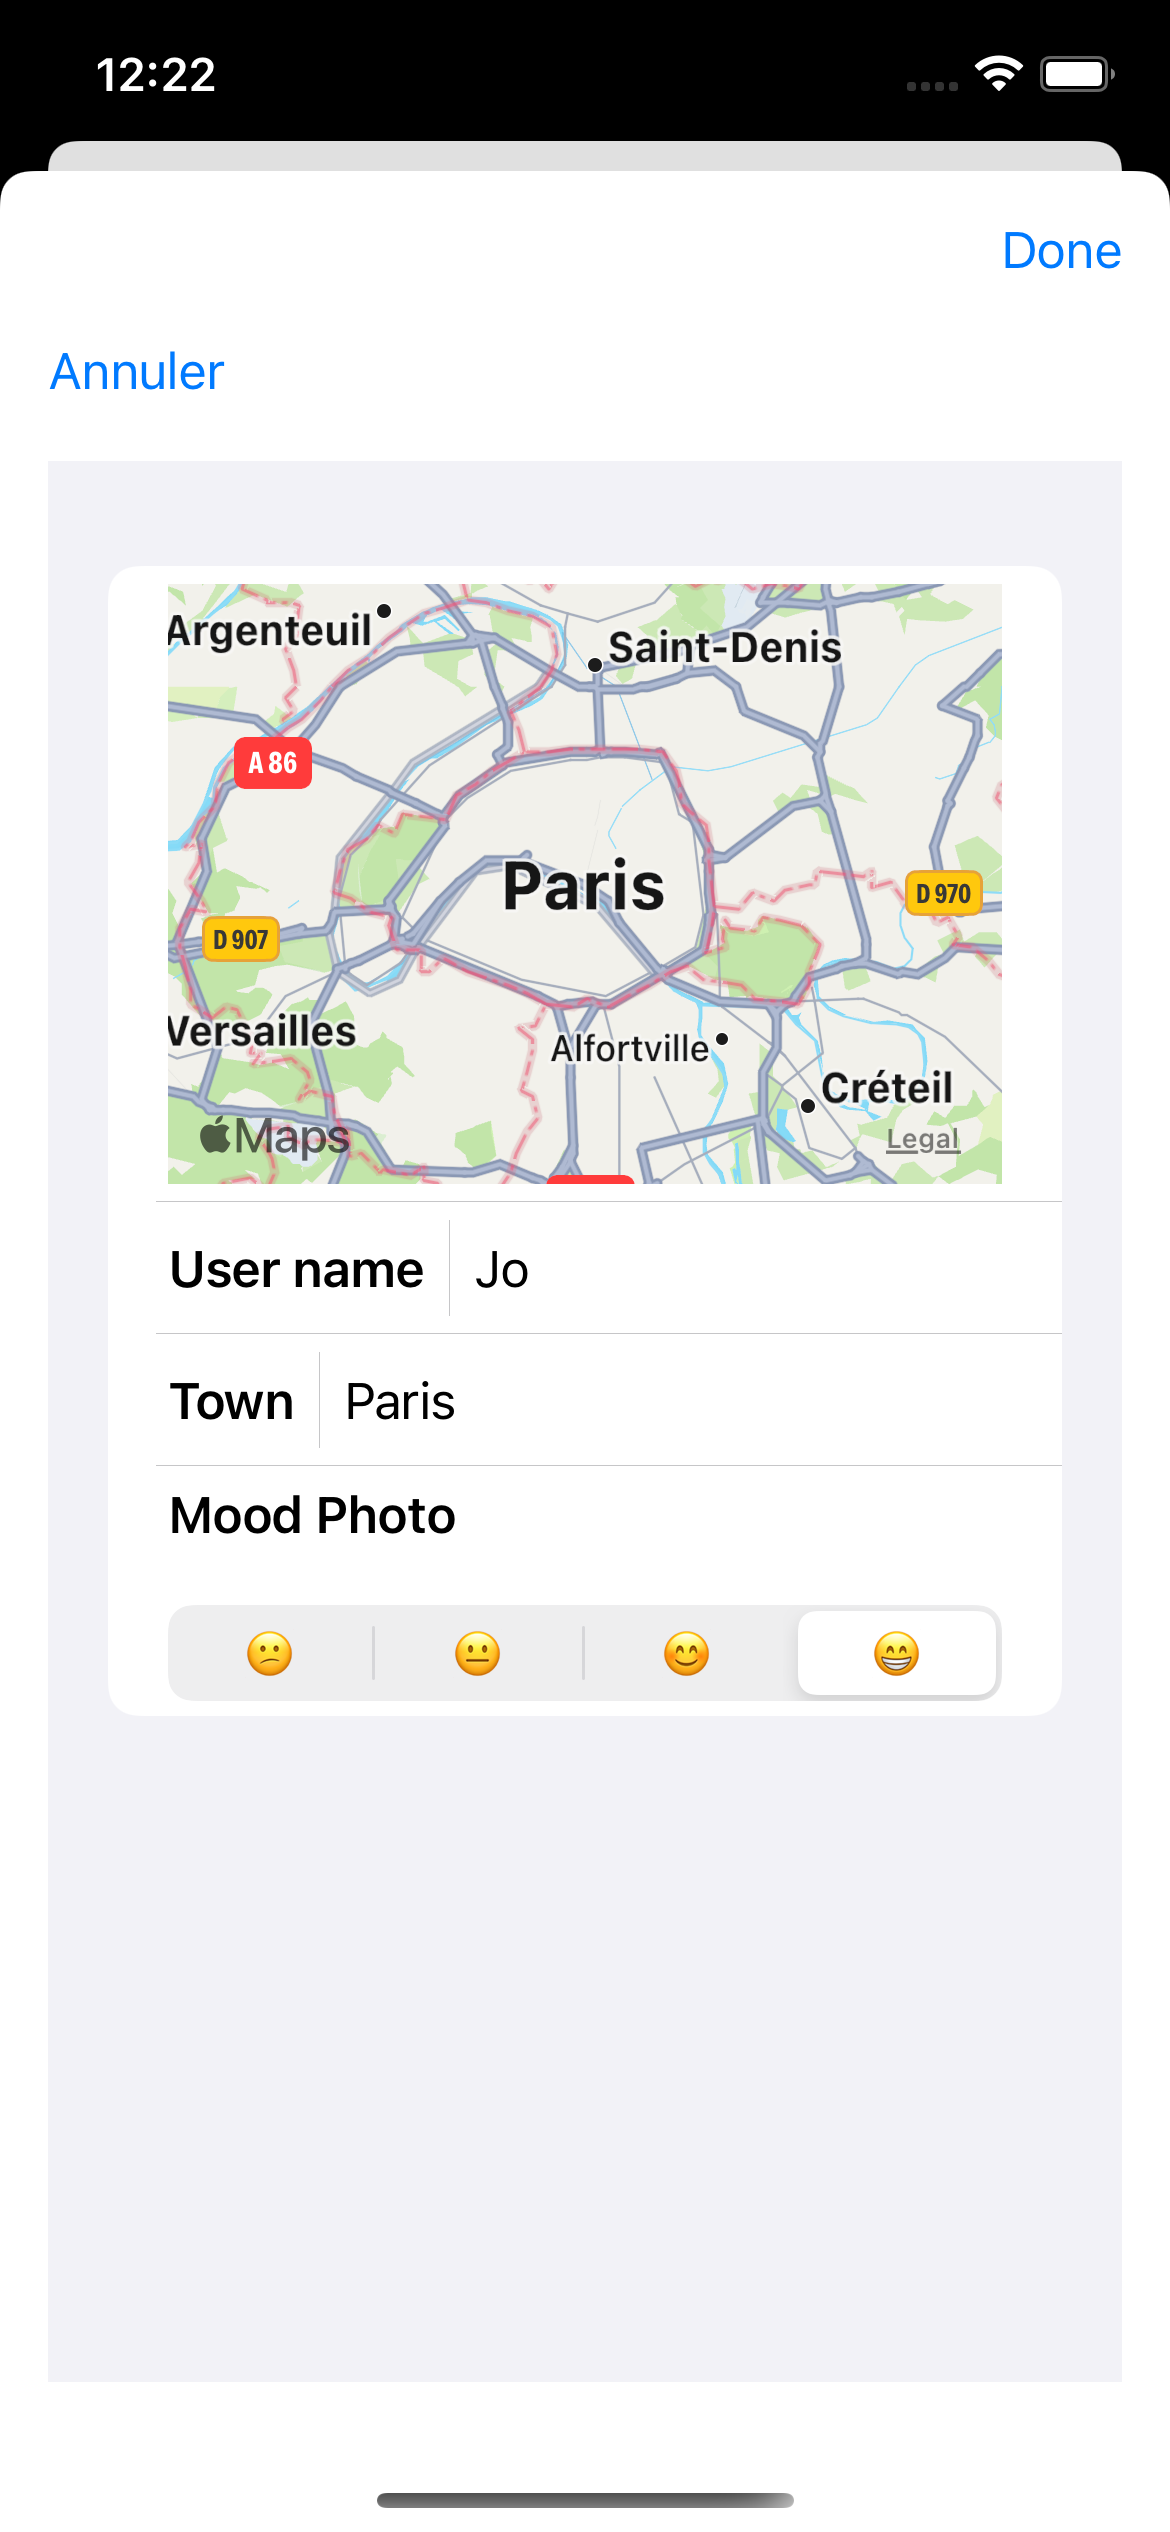 12:22
Done
Annuler
Argenteuil
Saint-Denis
A 86
Paris
D 970
D 907
Versailles
Alfortville
Créteil
Maps
Legal
User name
Jo
Town
Paris
Mood Photo